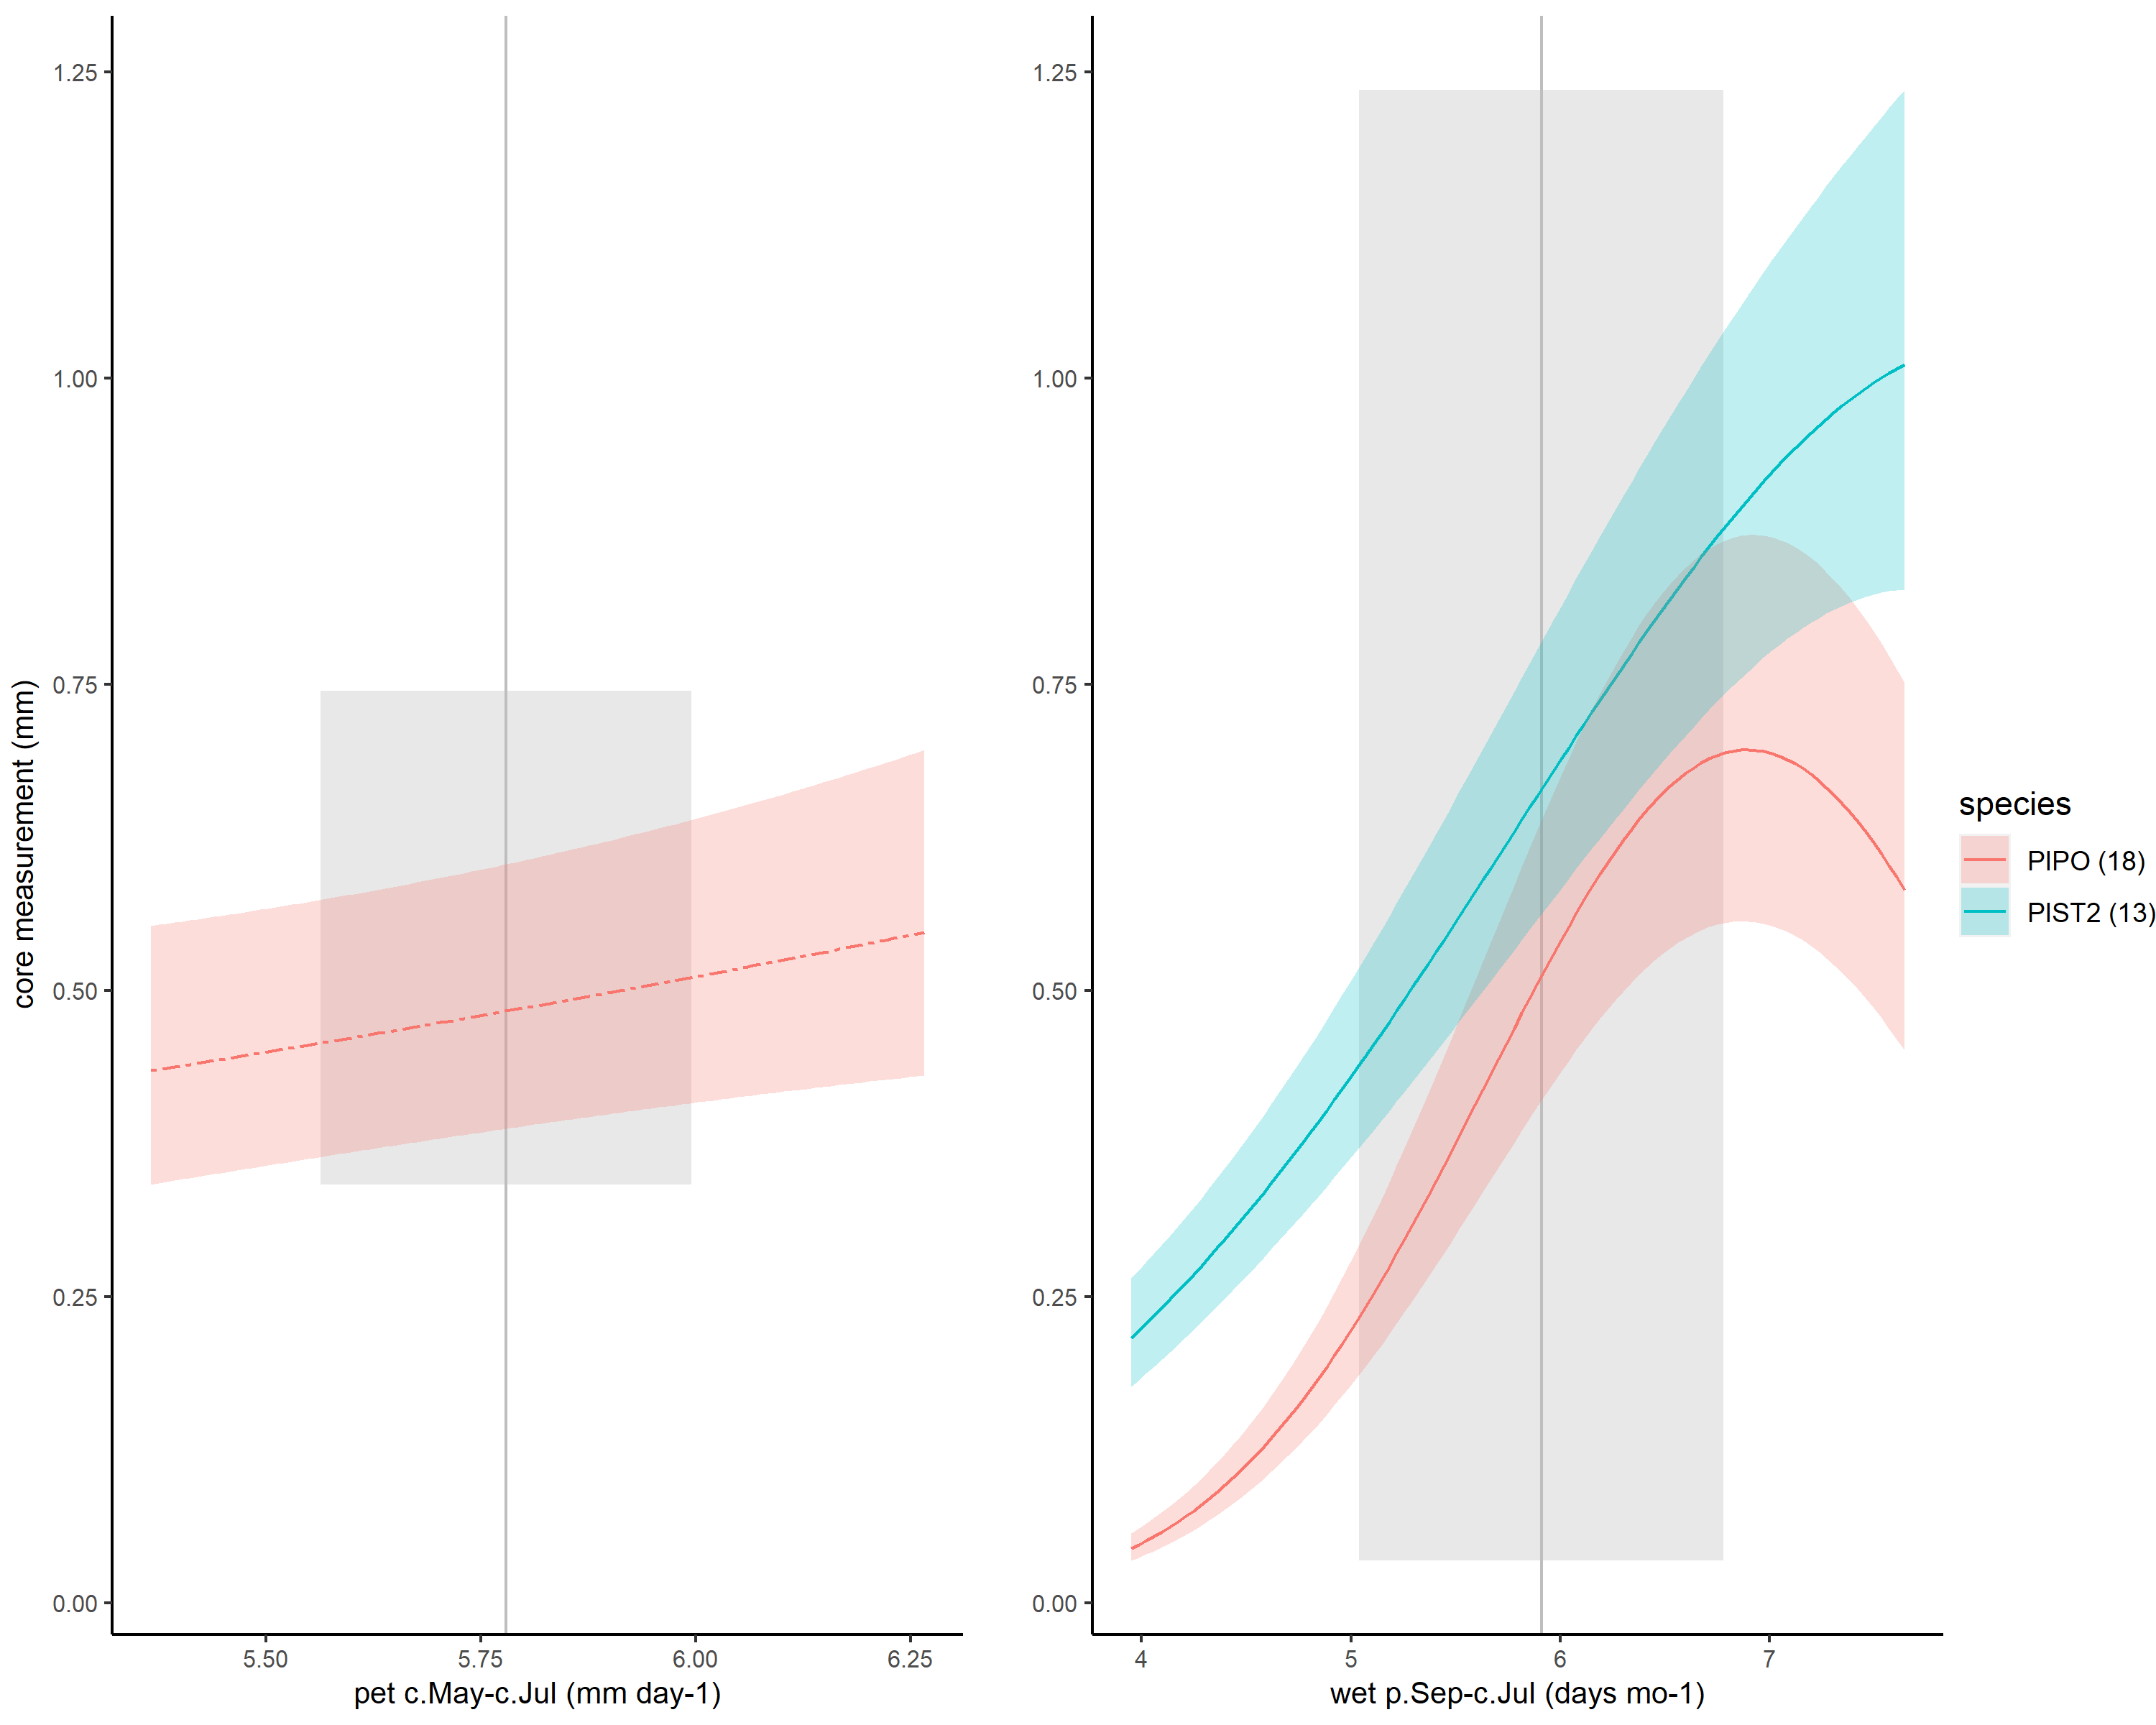 core measurement (mm)
1.25
1.00
0.75
0.50
0.25
0.00
5.50 5.75 6.00 6.25
pet c.May-c.Jul (mm day-1)
1.25
1.00
0.75
0.50
0.25
0.00
4 5 6 7
wet p.Sep-c.Jul (days mo-1)
species
PIPO (18)
PIST2 (13)